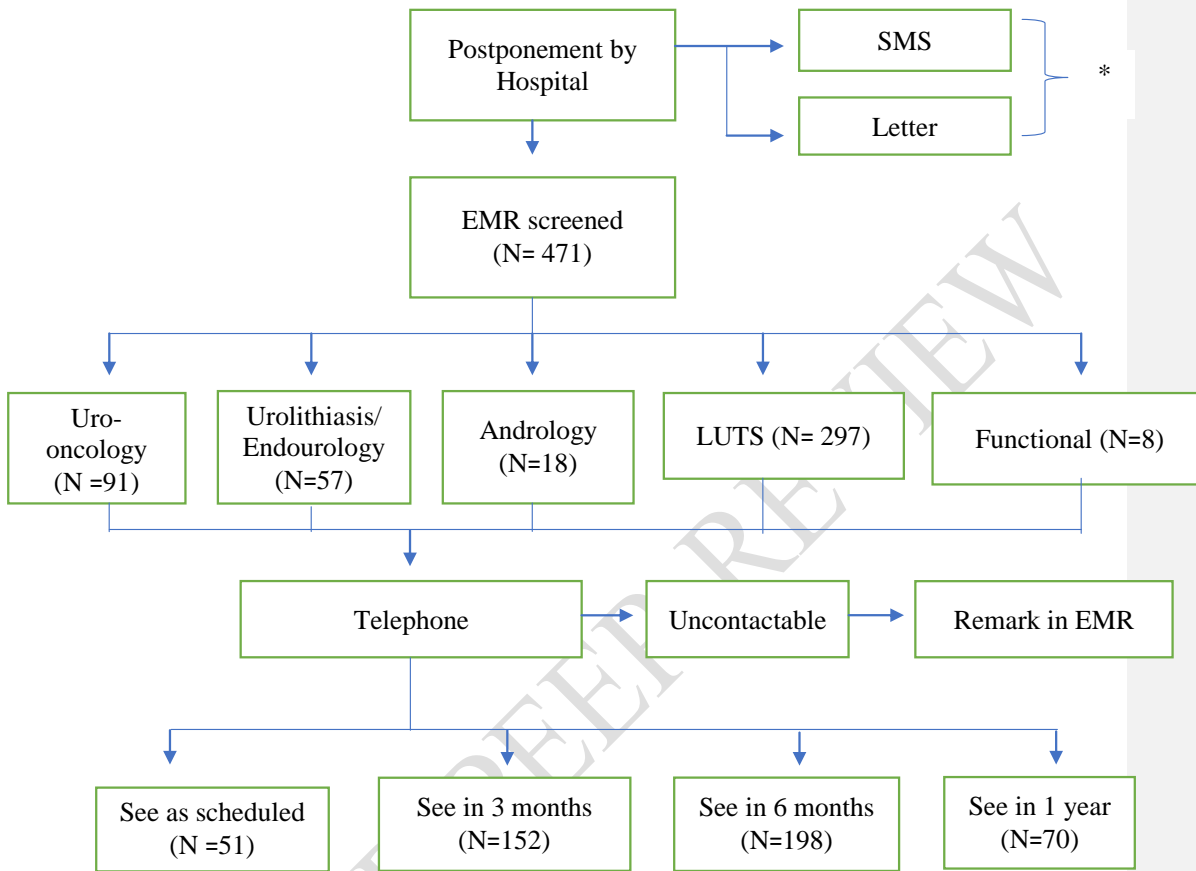 Postponement by
Hospital
SMS
Letter
*
EMR screened
(N= 471)
Uro-
oncology
(N =91)
Urolithiasis/
Endourology
(N=57)
Andrology
(N=18)
LUTS (N= 297)
Functional (N=8)
Telephone
Uncontactable
Remark in EMR
See as scheduled
(N =51)
See in 3 months
(N=152)
See in 6 months
(N=198)
See in 1 year
(N=70)
PEER REVIEW